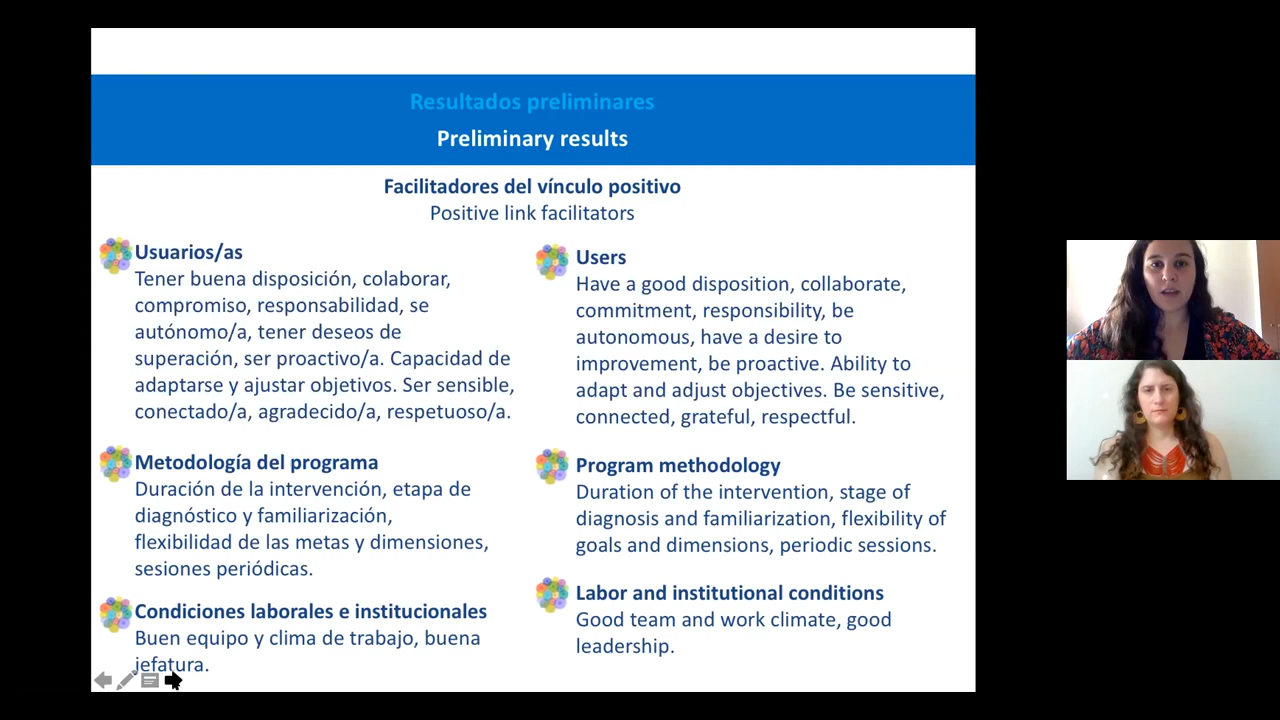 Resultados preliminares
Preliminary results
Facilitadores del vínculo positivo
Positive link facilitators
Usuarios/as
Tener buena disposición, colaborar,
compromiso, responsabilidad, se
autónomo/a, tener deseos de
superación, ser proactivo/a. Capacidad de
adaptarse y ajustar objetivos. Ser sensible,
conectado/a, agradecido/a, respetuoso/a.
Metodología del programa
Duración de la intervención, etapa de
diagnóstico y familiarización,
flexibilidad de las metas y dimensiones,
sesiones periódicas.
Condiciones laborales e institucionales
Buen equipo y clima de trabajo, buena
jefatura.
Users
Have a good disposition, collaborate,
commitment, responsibility, be
autonomous, have a desire to
improvement, be proactive. Ability to
adapt and adjust objectives. Be sensitive,
connected, grateful, respectful.
Program methodology
Duration of the intervention, stage of
diagnosis and familiarization, flexibility of
goals and dimensions, periodic sessions.
Labor and institutional conditions
Good team and work climate, good
leadership.